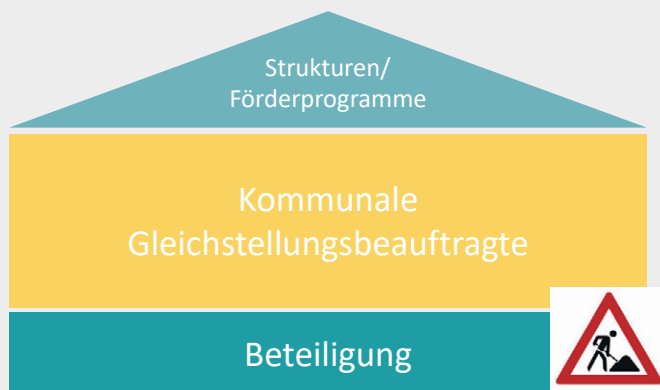 Strukturen/
Förderprogramme
Kommunale
Gleichstellungsbeauftragte
Beteiligung